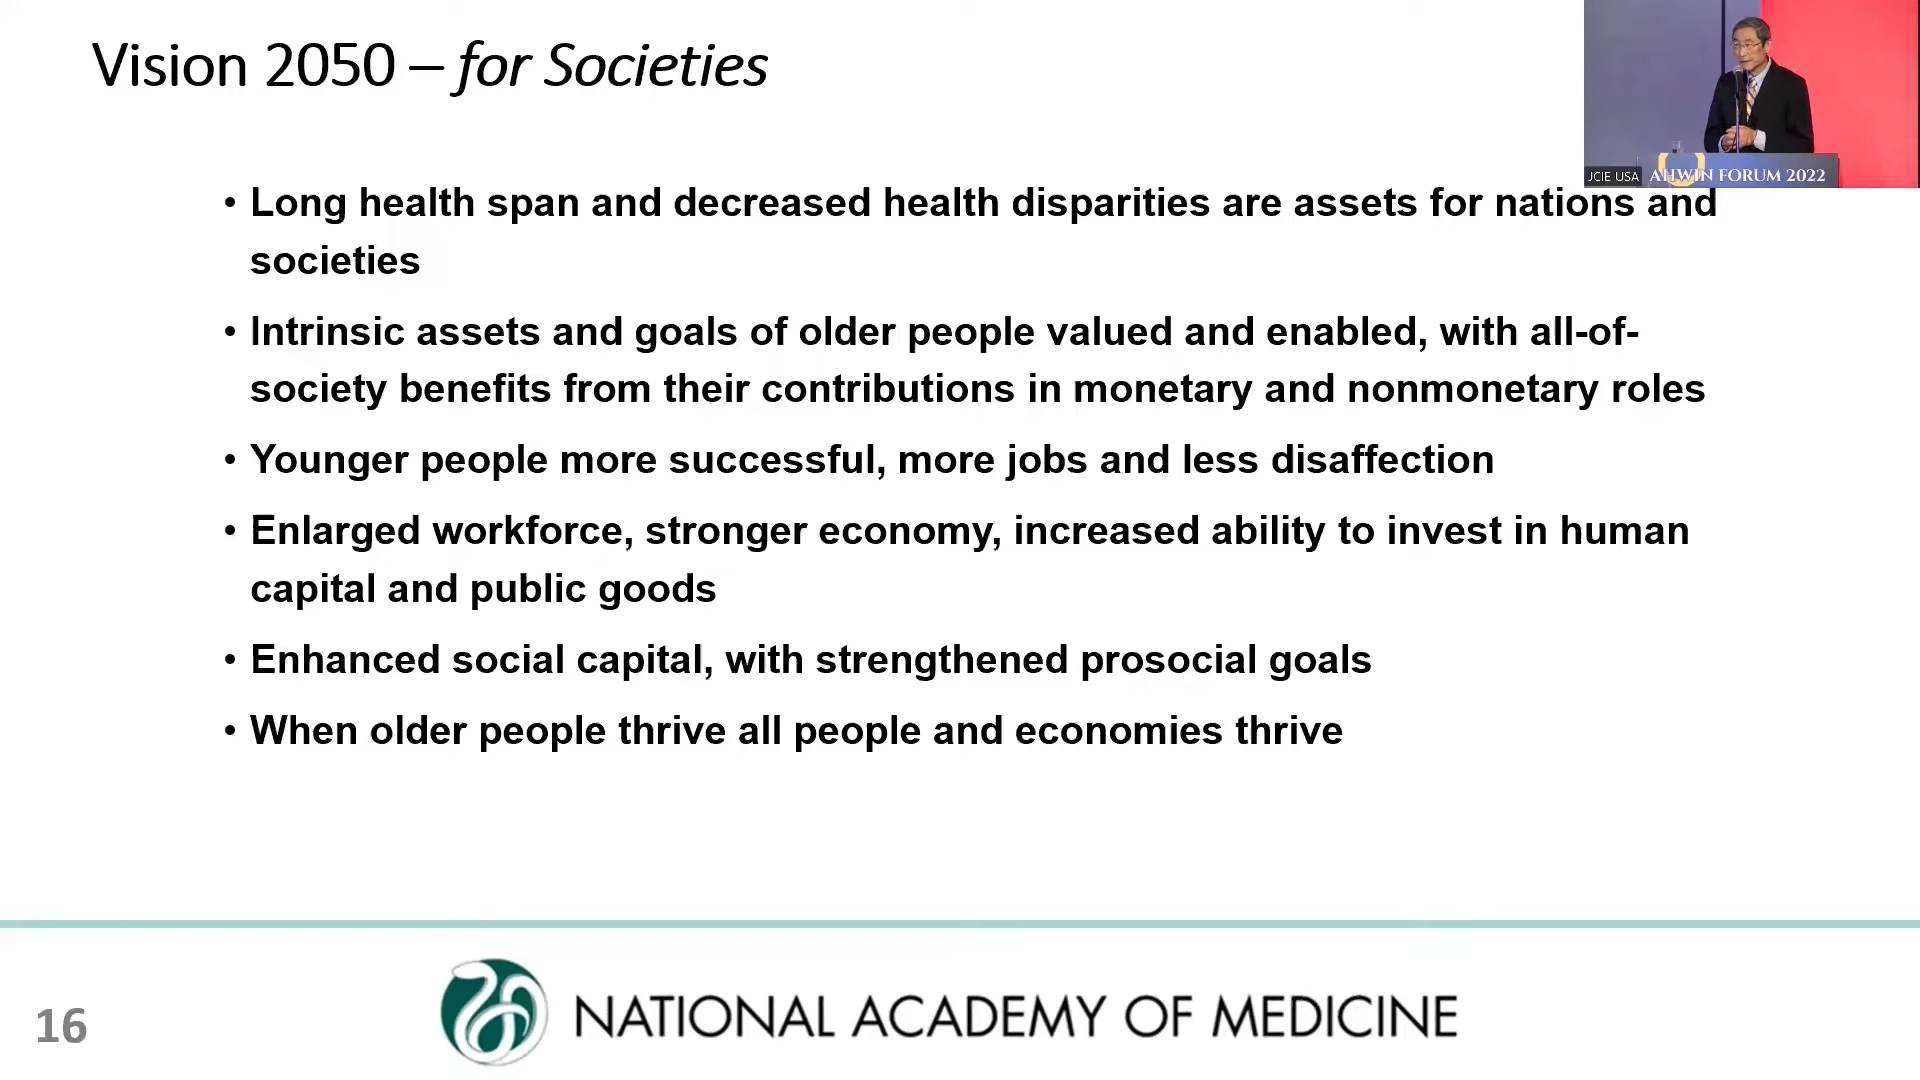 Vision 2050 – for Societies
JCIE USA
AHWIN FORUM 2022
• Long health span and decreased health disparities are assets for nations and
societies
• Intrinsic assets and goals of older people valued and enabled, with all-of-
society benefits from their contributions in monetary and nonmonetary roles
• Younger people more successful, more jobs and less disaffection
• Enlarged workforce, stronger economy, increased ability to invest in human
capital and public goods
• Enhanced social capital, with strengthened prosocial goals
• When older people thrive all people and economies thrive
16
NATIONAL ACADEMY OF MEDICINE